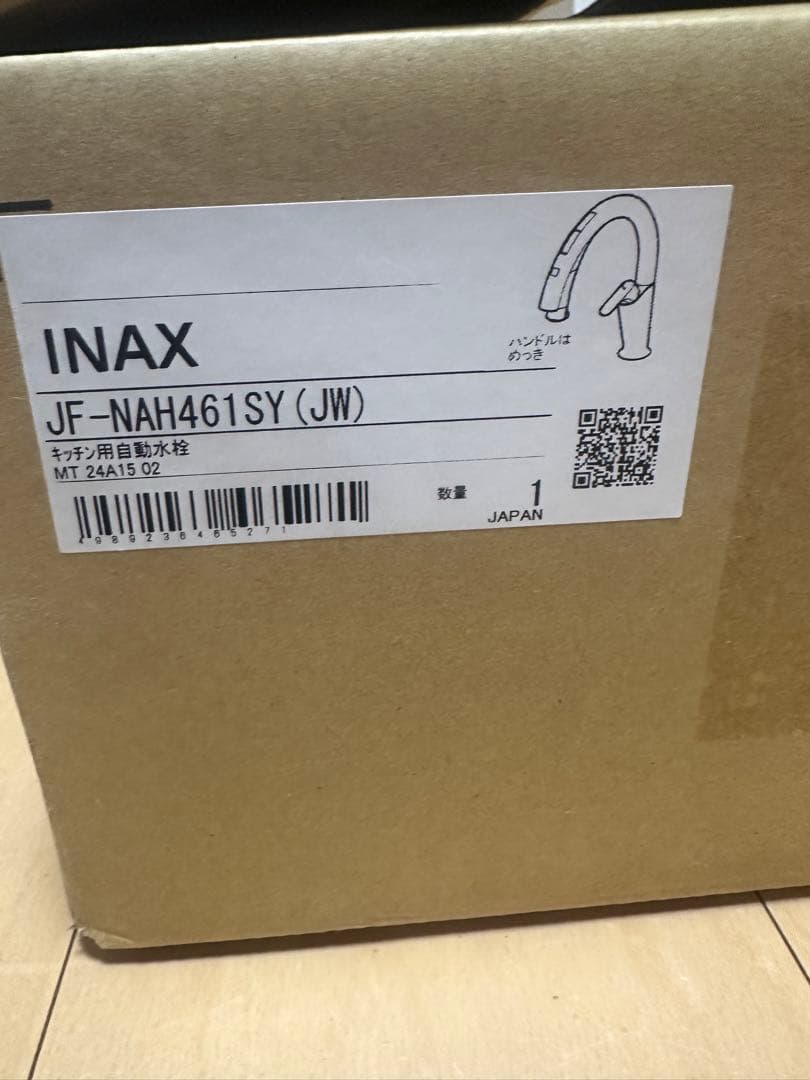 INAX
ハンドルは
めっき
JF-NAH461SY(JW)
キッチン用自動水栓
MT 24A15 02
数量 1
JAPAN
4989236465271